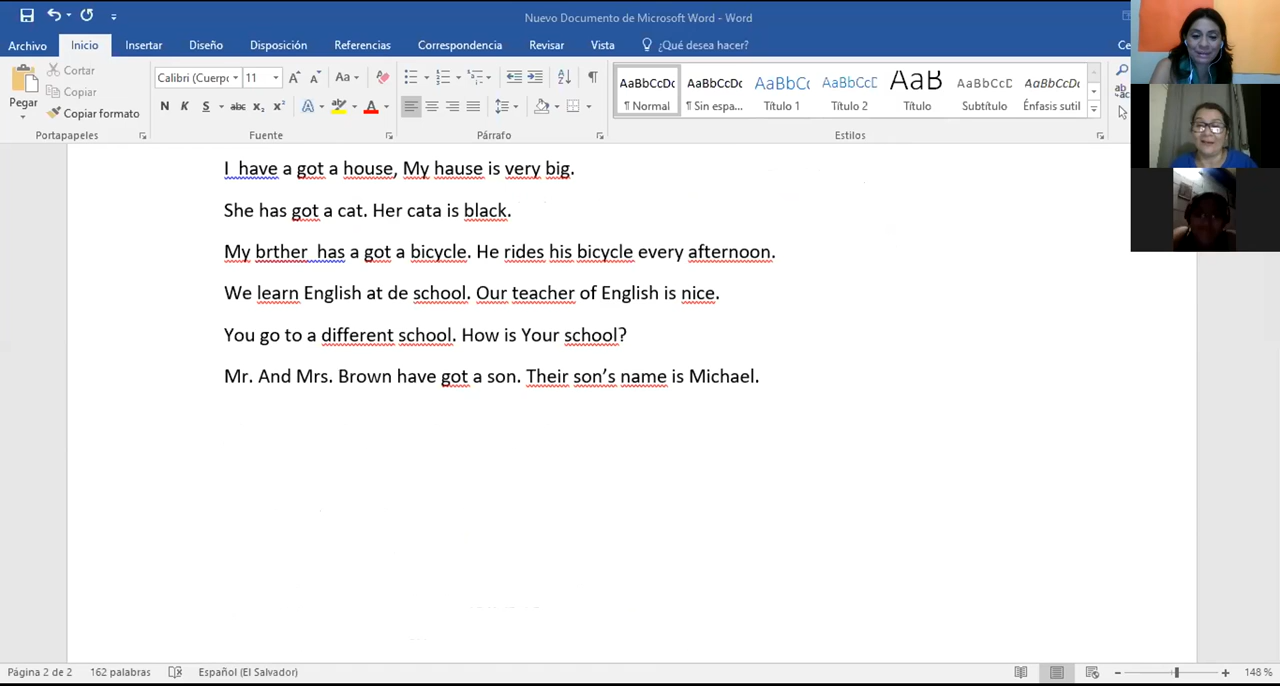 Nuevo Documento de Microsoft Word - Word
Archivo Inicio Insertar Diseño Disposición Referencias Correspondencia Revisar Vista ¿Qué desea hacer?
Pegar
Cortar
Copiar
Copiar formato
Portapapeles
Calibri (Cuerpo 11
Aa
N K S abc x₂ x² A A
Fuente
Párrafo
AaBbCcDc AaBbCcDc AaBbCc AaBbCcD AaB AaBbCcD AaBbCcDc
¶ Normal ¶ Sin espa... Título 1 Título 2 Título Subtítulo Énfasis sutil
Estilos
I have a got a house, My hause is very big.
She has got a cat. Her cata is black.
My brther has a got a bicycle. He rides his bicycle every afternoon.
We learn English at de school. Our teacher of English is nice.
You go to a different school. How is Your school?
Mr. And Mrs. Brown have got a son. Their son's name is Michael.
Página 2 de 2 162 palabras Español (El Salvador) 148 %